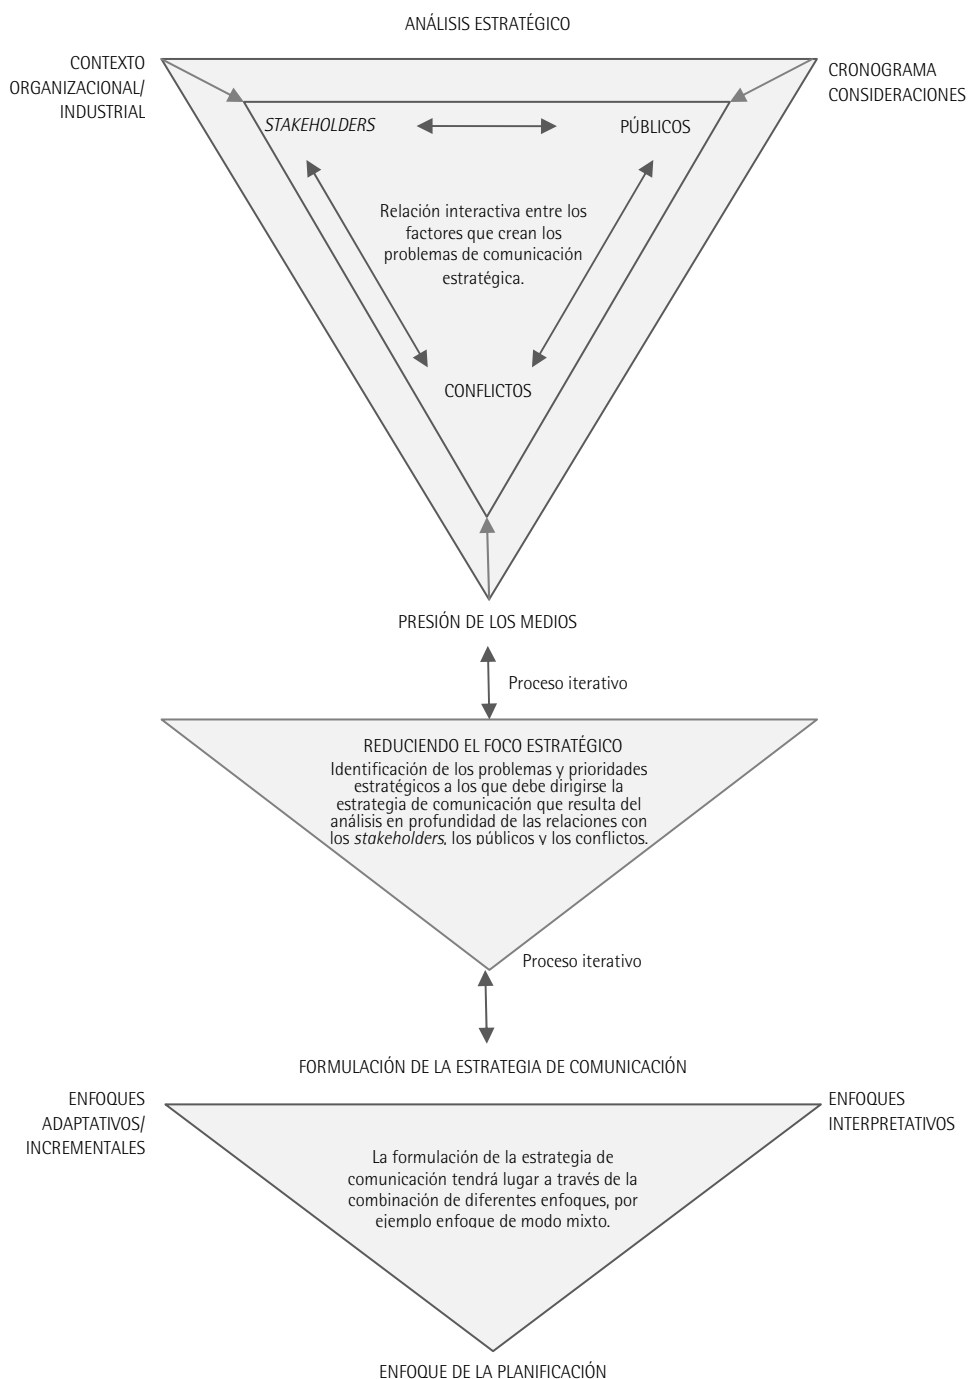 ANÁLISIS ESTRATÉGICO
CONTEXTO
ORGANIZACIONAL/
INDUSTRIAL
CRONOGRAMA
CONSIDERACIONES
STAKEHOLDERS
PÚBLICOS
Relación interactiva entre los
factores que crean los
problemas de comunicación
estratégica.
CONFLICTOS
PRESIÓN DE LOS MEDIOS
Proceso iterativo
REDUCIENDO EL FOCO ESTRATÉGICO
Identificación de los problemas y prioridades
estratégicos a los que debe dirigirse la
estrategia de comunicación que resulta del
análisis en profundidad de las relaciones con
los stakeholders, los públicos y los conflictos.
Proceso iterativo
FORMULACIÓN DE LA ESTRATEGIA DE COMUNICACIÓN
ENFOQUES
ADAPTATIVOS/
INCREMENTALES
ENFOQUES
INTERPRETATIVOS
La formulación de la estrategia de
comunicación tendrá lugar a través de la
combinación de diferentes enfoques, por
ejemplo enfoque de modo mixto.
ENFOQUE DE LA PLANIFICACIÓN